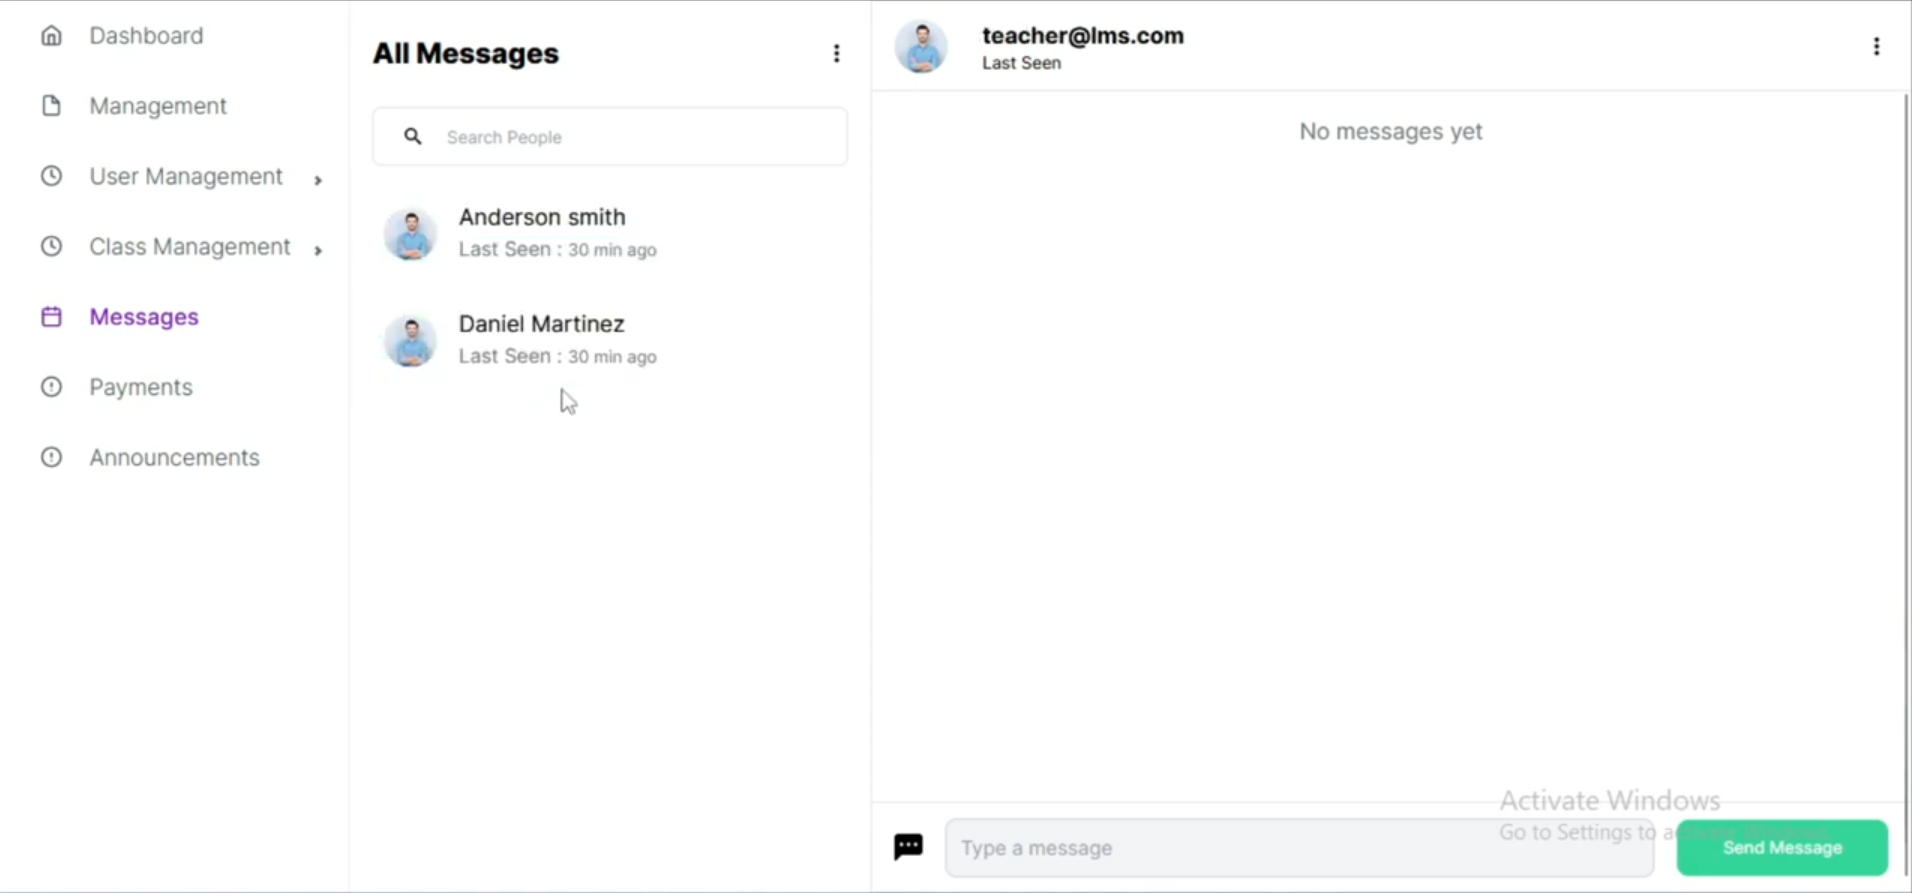 Dashboard
Management
User Management
Class Management
Messages
Payments
Announcements
All Messages
Search People
Anderson smith
Last Seen : 30 min ago
Daniel Martinez
Last Seen : 30 min ago
teacher@lms.com
Last Seen
No messages yet
Type a message
Send Message
Activate Windows
Go to Settings to